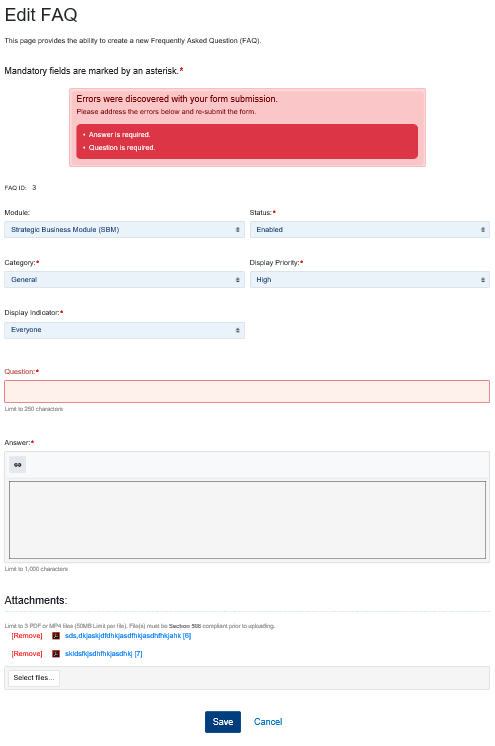 Edit FAQ
This page provides the ability to create a new Frequently Asked Question (FAQ).
Mandatory fields are marked by an asterisk.*
Errors were discovered with your form submission.
Please address the errors below and re-submit the form.
• Answer is required.
• Question is required.
FAQ ID: 3
Module: Status:*
Strategic Business Module (SBM) Enabled
Category:* Display Priority:*
General High
Display Indicator:*
Everyone
Question:*
Limit to 250 characters
Answer:*
Limit to 1,000 characters
Attachments:
Limit to 3 PDF or MP4 files (50MB Limit per file). File(s) must be Section 508 compliant prior to uploading.
[Remove] sds,dkjaskjdfdhkjasdfhkjasdhfhkjahk [6]
[Remove] skldsfkjsdhfhkjasdhkj [7]
Select files...
Save Cancel